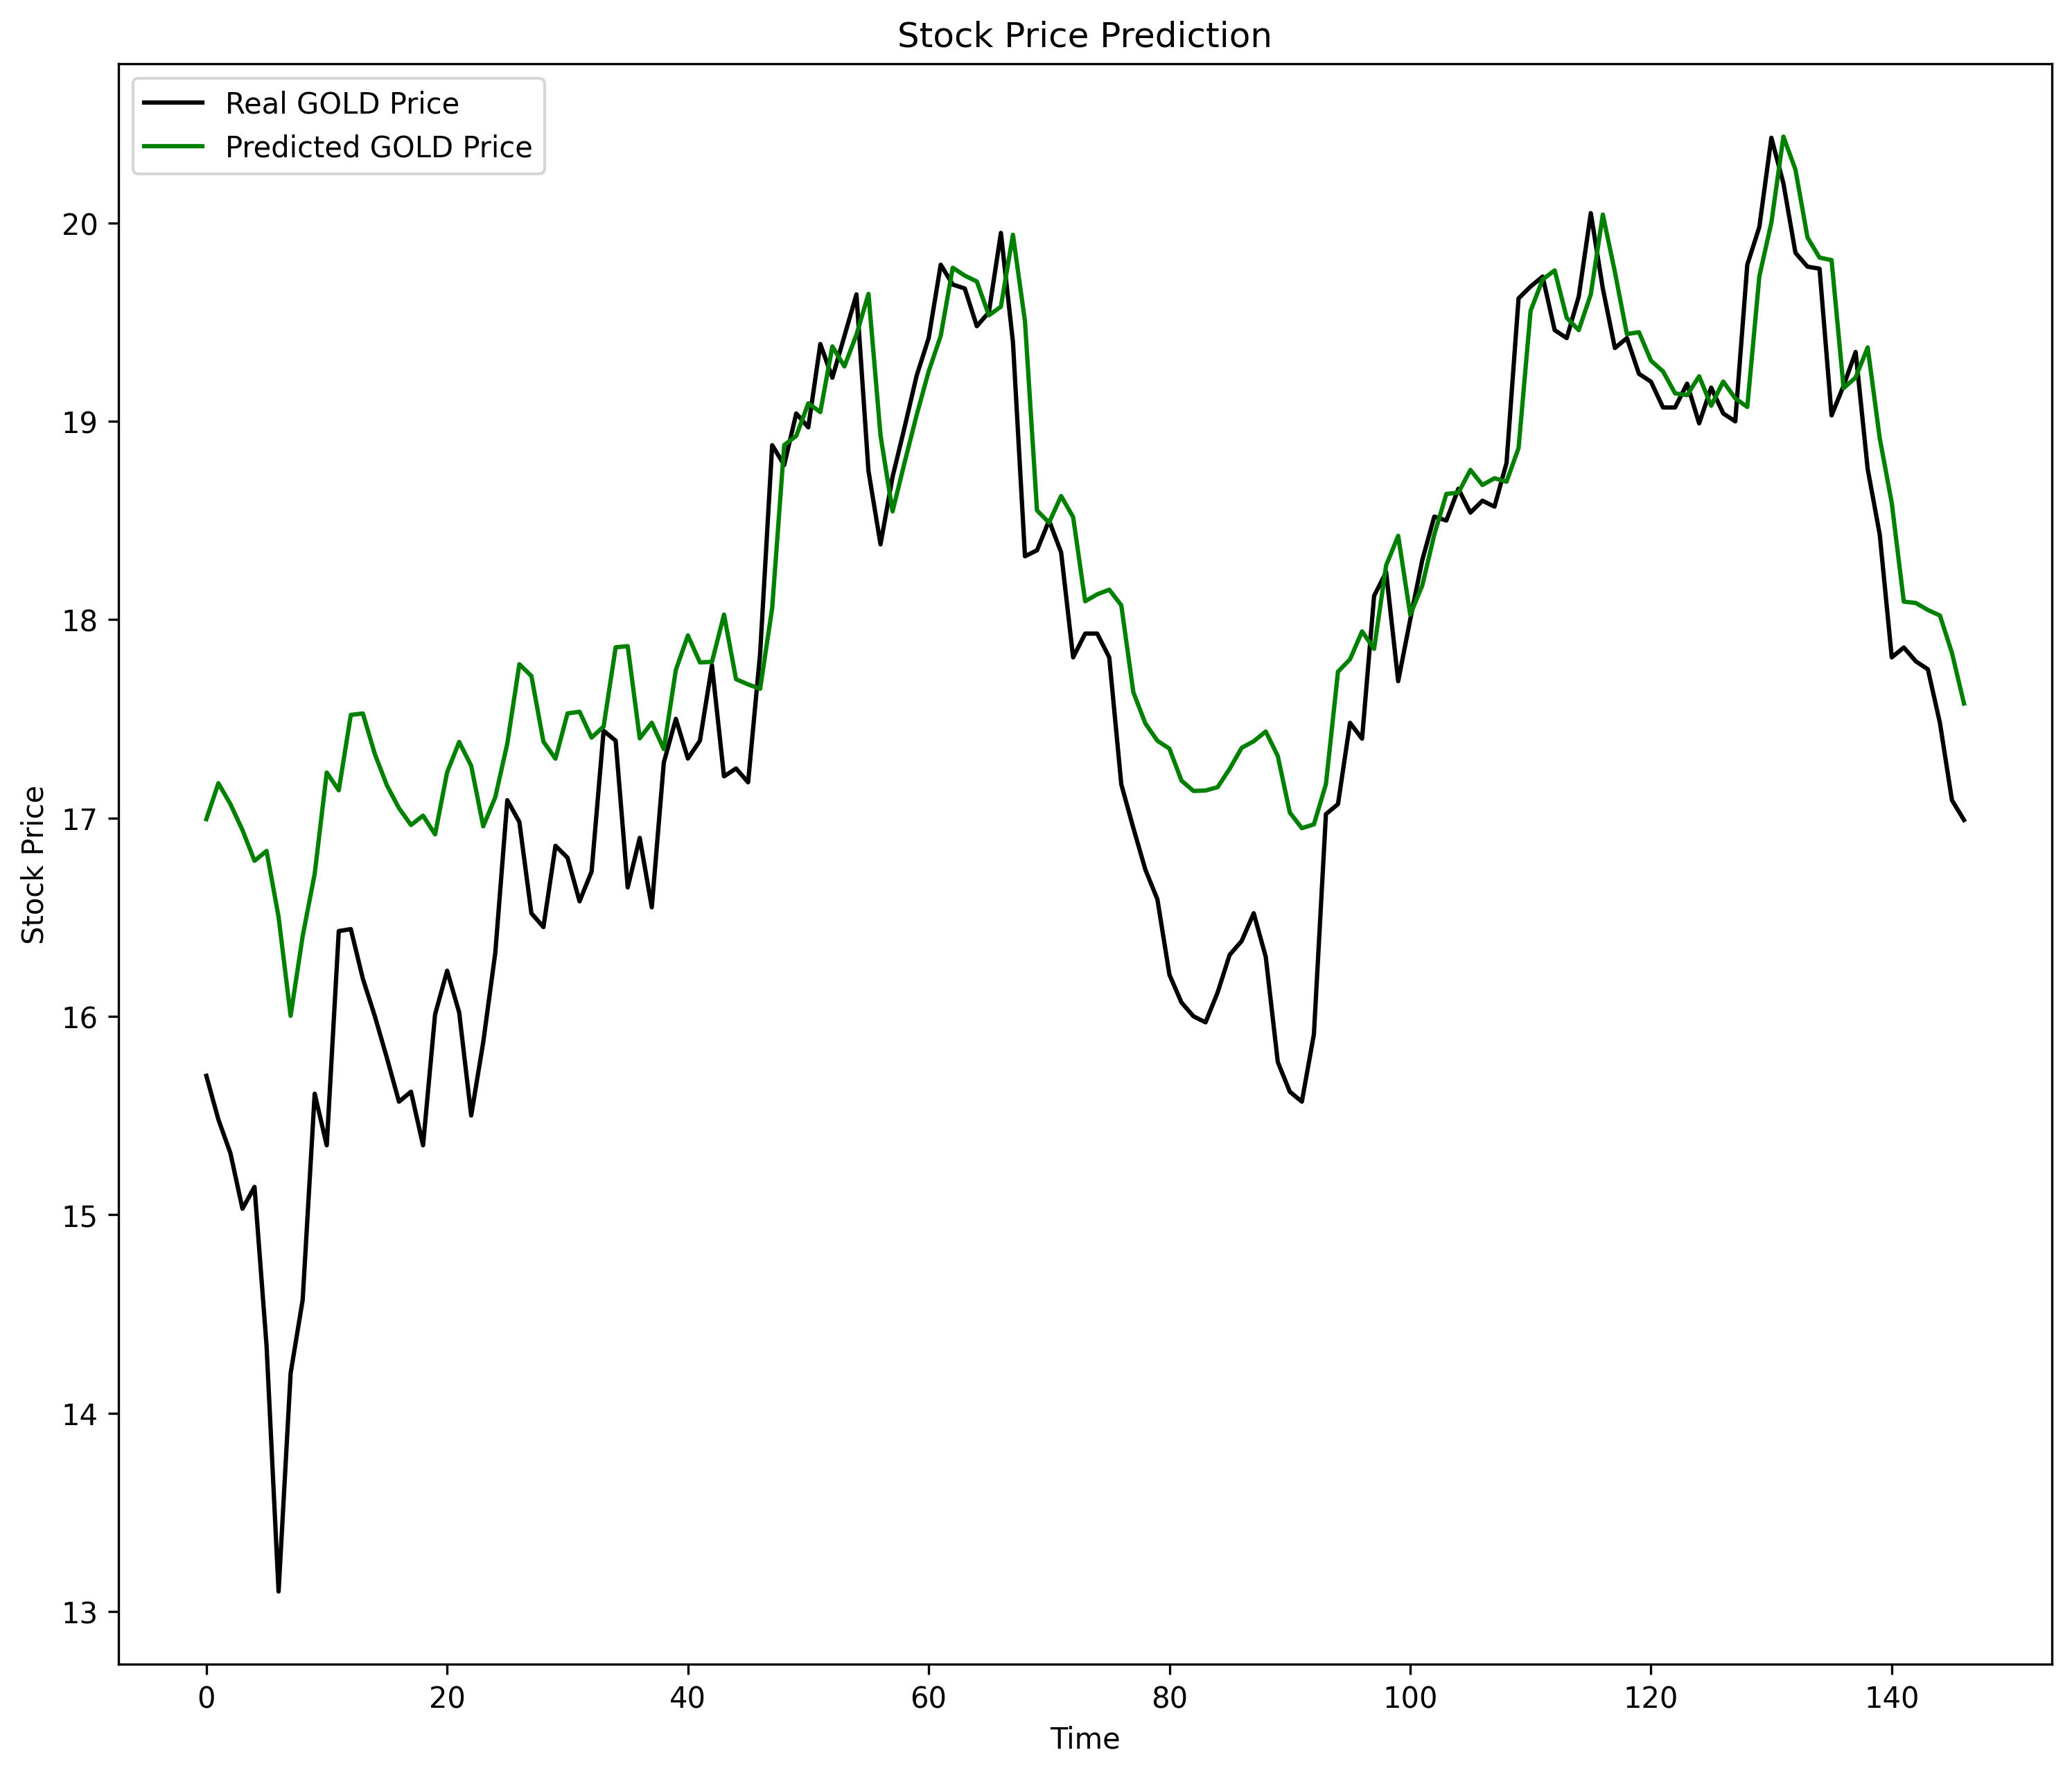 Stock Price Prediction
Real GOLD Price
Predicted GOLD Price
20
19
18
17
16
15
14
13
Stock Price
0 20 40 60 80 100 120 140
Time